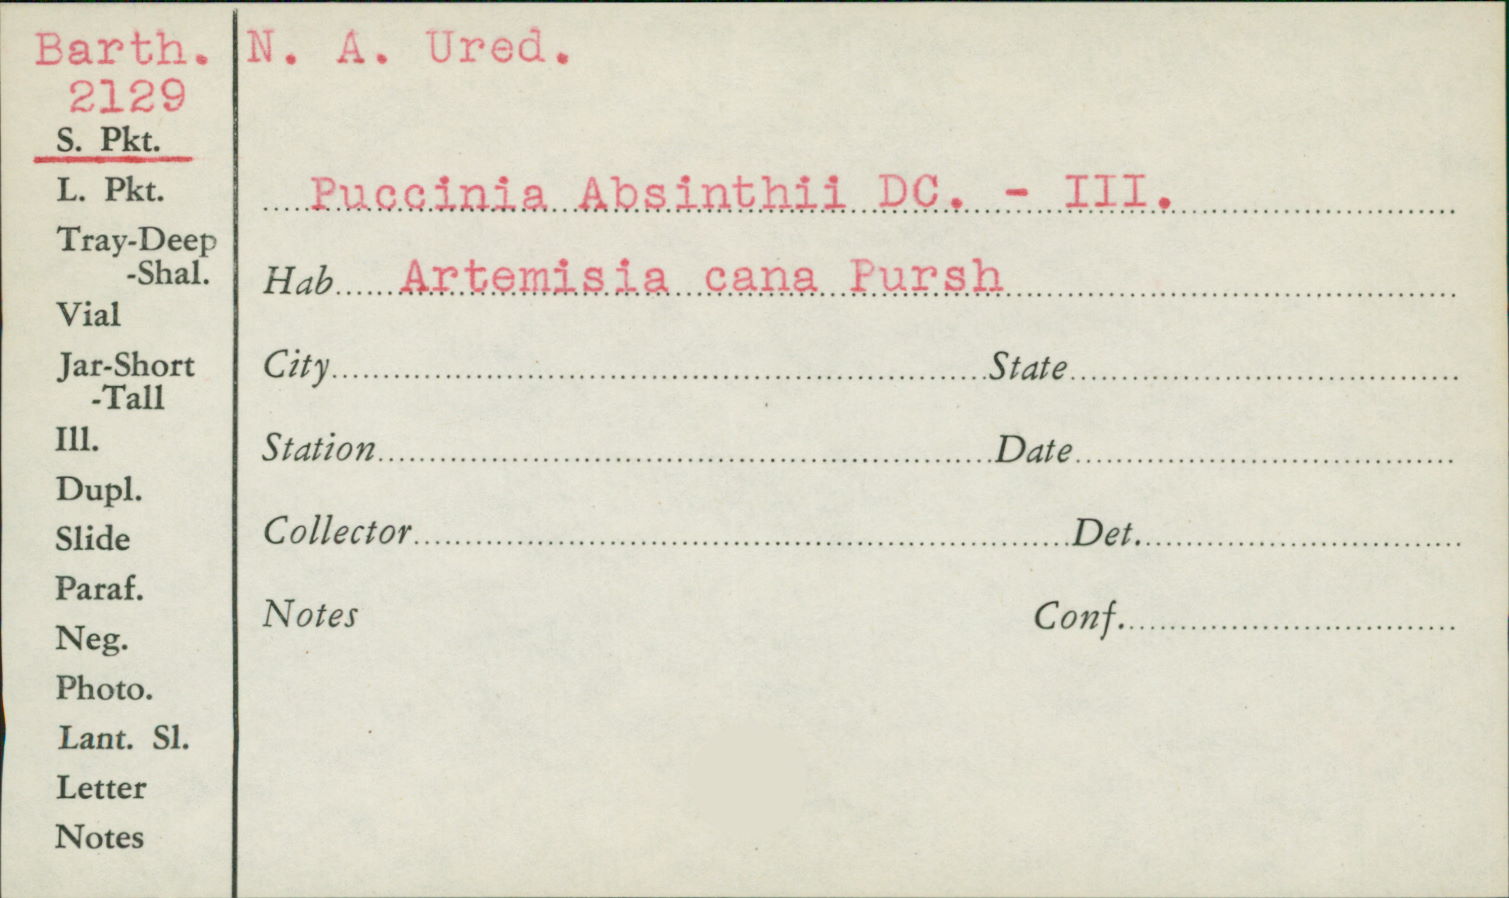 Barth. N. A. Ured.
2129
S. Pkt.
L. Pkt.
Tray-Deep
-Shal.
Vial
Jar-Short
-Tall
Ill.
Dupl.
Slide
Paraf.
Neg.
Photo.
Lant. Sl.
Letter
Notes
Puccinia Absinthii DC. - III.
Hab. Artemisia cana Pursh
City State
Station Date
Collector Det.
Notes Conf.